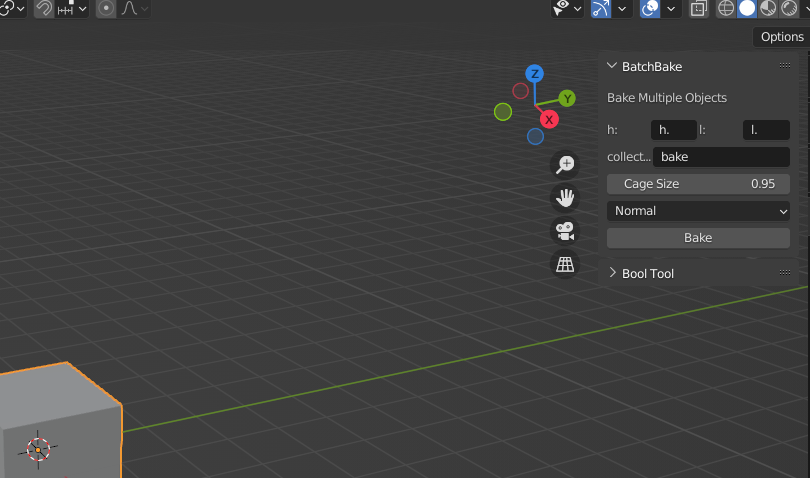 Options
BatchBake
Z
Y
X
Bake Multiple Objects
h: h. l: l.
collect... bake
Cage Size 0.95
Normal
Bake
Bool Tool